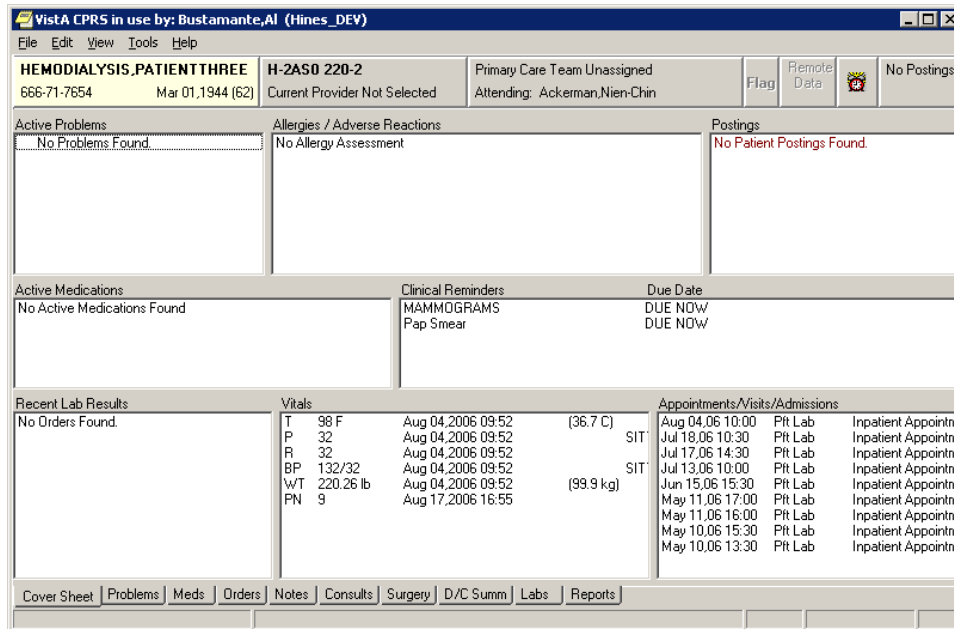 VistA CPRS in use by: Bustamante,Al (Hines_DEV)
File Edit View Tools Help
HEMODIALYSIS,PATIENTTHREE
666-71-7654 Mar 01,1944 (62)
H-2AS0 220-2
Current Provider Not Selected
Primary Care Team Unassigned
Attending: Ackerman,Nien-Chin
Flag
Remote
Data
No Postings
Active Problems
No Problems Found.
Allergies / Adverse Reactions
No Allergy Assessment
Postings
No Patient Postings Found.
Active Medications
No Active Medications Found
Clinical Reminders Due Date
MAMMOGRAMS DUE NOW
Pap Smear DUE NOW
Recent Lab Results
No Orders Found.
Vitals
T 98 F Aug 04,2006 09:52 (36.7 C)
P 32 Aug 04,2006 09:52 SIT
R 32 Aug 04,2006 09:52
BP 132/32 Aug 04,2006 09:52 SIT
WT 220.26 lb Aug 04,2006 09:52 (99.9 kg)
PN 9 Aug 17,2006 16:55
Appointments/Visits/Admissions
Aug 04,06 10:00 Pft Lab Inpatient Appointn
Jul 18,06 10:30 Pft Lab Inpatient Appointn
Jul 17,06 14:30 Pft Lab Inpatient Appointn
Jul 13,06 10:00 Pft Lab Inpatient Appointn
Jun 15,06 15:30 Pft Lab Inpatient Appointn
May 11,06 17:00 Pft Lab Inpatient Appointn
May 11,06 16:00 Pft Lab Inpatient Appointn
May 10,06 15:30 Pft Lab Inpatient Appointn
May 10,06 13:30 Pft Lab Inpatient Appointn
Cover Sheet Problems Meds Orders Notes Consults Surgery D/C Summ Labs Reports